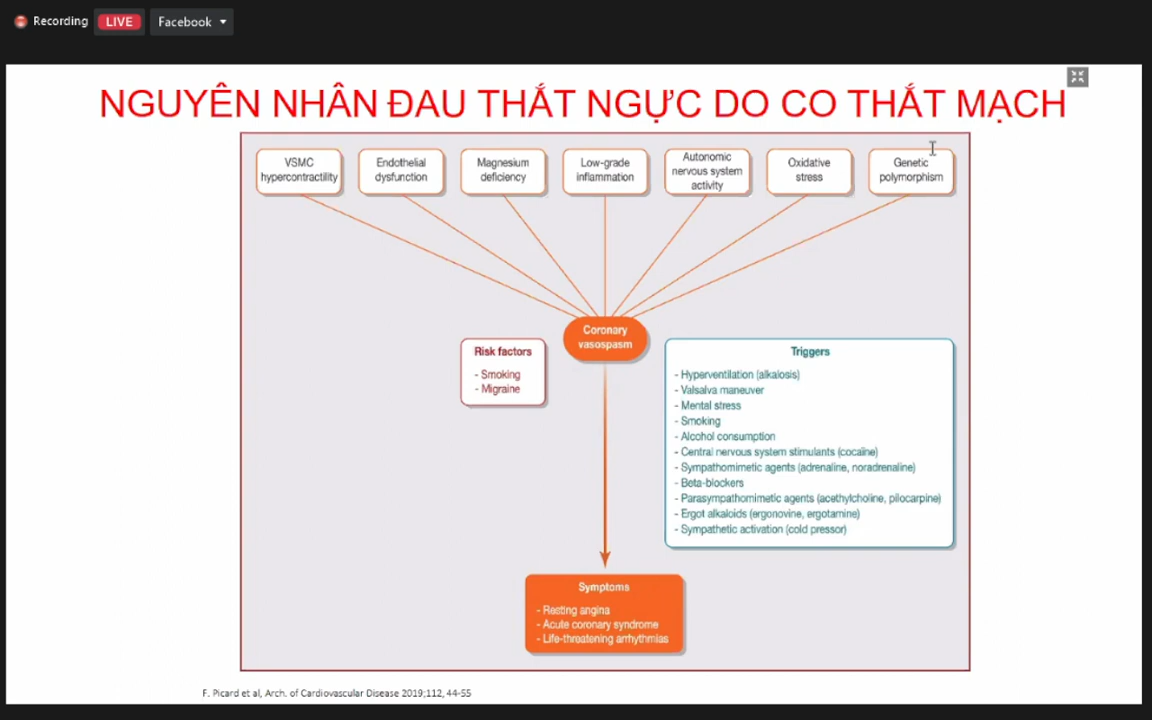 Recording
LIVE
Facebook
NGUYÊN NHÂN ĐAU THẮT NGỰC DO CO THẮT MẠCH
VSMC
hypercontractility
Endothelial
dysfunction
Magnesium
deficiency
Low-grade
inflammation
Autonomic
nervous system
activity
Oxidative
stress
Genetic
polymorphism
Coronary
vasospasm
Risk factors
- Smoking
- Migraine
Triggers
- Hyperventilation (alkalosis)
- Valsalva maneuver
- Mental stress
- Smoking
- Alcohol consumption
- Central nervous system stimulants (cocaïne)
- Sympathomimetic agents (adrenaline, noradrenaline)
- Beta-blockers
- Parasympathomimetic agents (acethylcholine, pilocarpine)
- Ergot alkaloids (ergonovine, ergotamine)
- Sympathetic activation (cold pressor)
Symptoms
- Resting angina
- Acute coronary syndrome
- Life-threatening arrhythmias
F. Picard et al, Arch. of Cardiovascular Disease 2019;112, 44-55